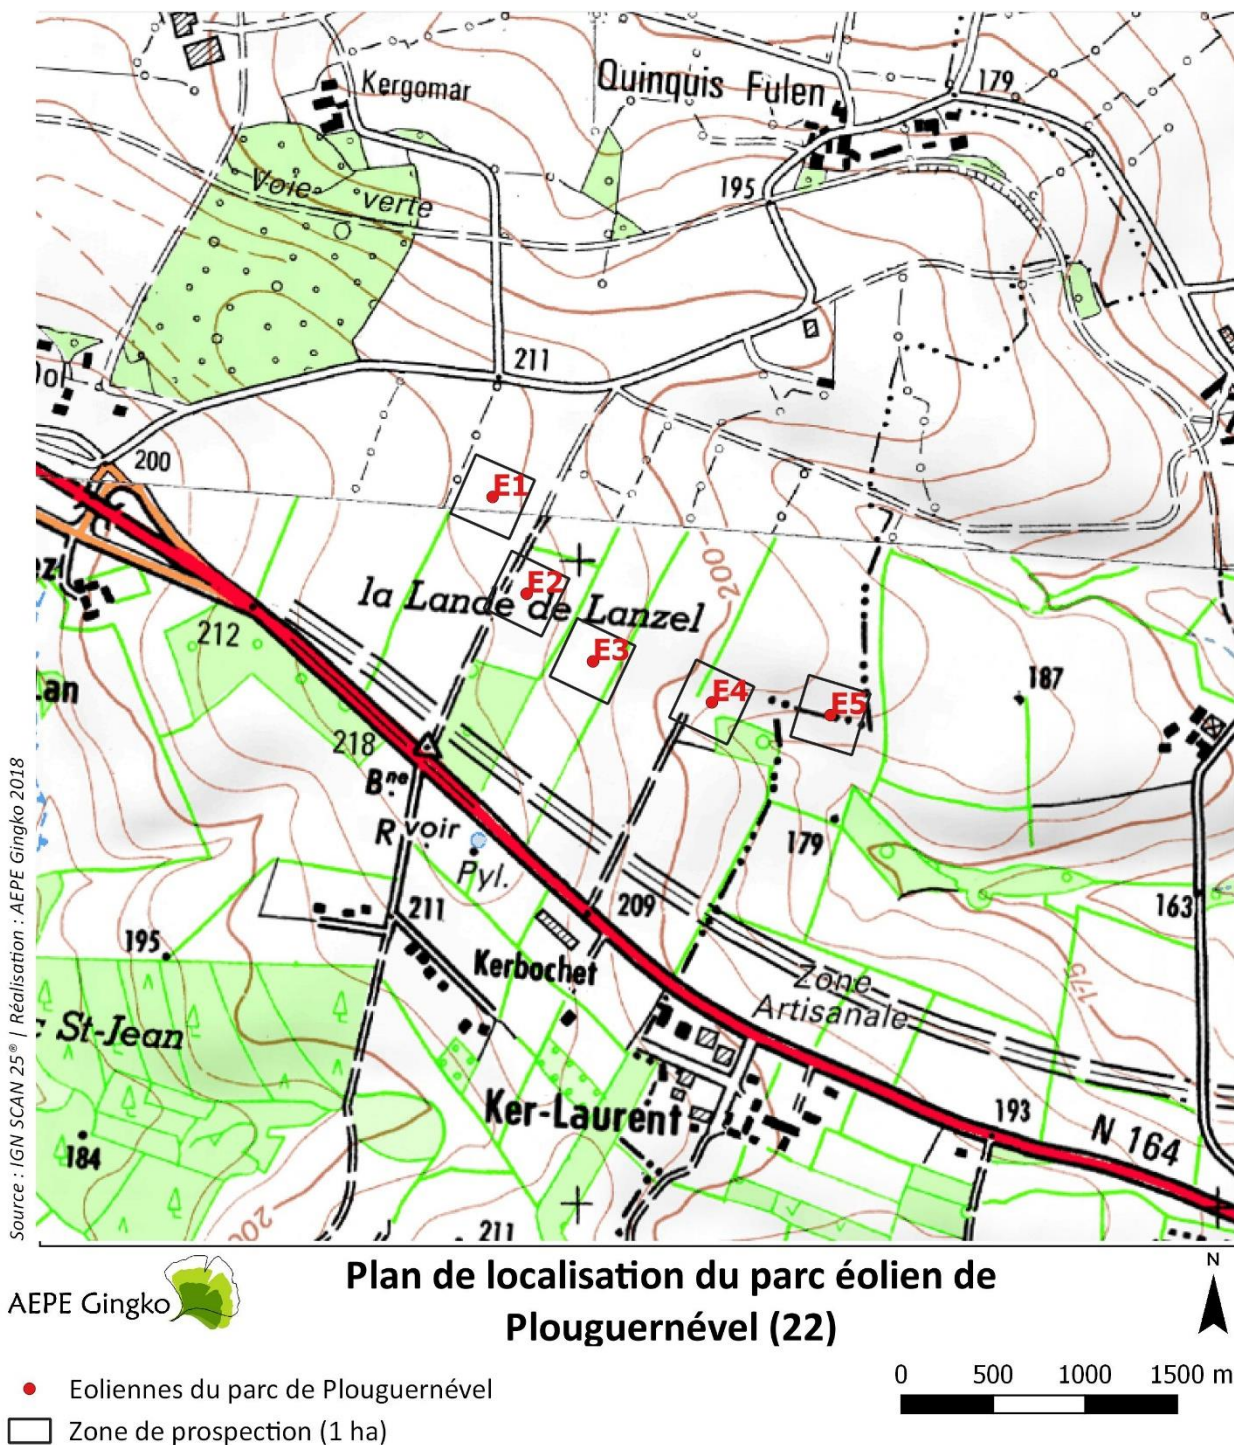 Kergomar
Quinquis Fulen
179
Voie verte
195
211
200
E1
la Lande de Lanzel
E2
E3
200
212
E4
E5
187
218
Bne
Rvoir
Pyl.
179
211
209
163
195
Kerbochet
Zone
Artisanale
175
St-Jean
Ker-Laurent
193
N 164
184
200
211
Source : IGN SCAN 25® | Réalisation : AEPE Gingko 2018
AEPE Gingko
Plan de localisation du parc éolien de
Plouguernével (22)
N
Eoliennes du parc de Plouguernével
Zone de prospection (1 ha)
0 500 1000 1500 m